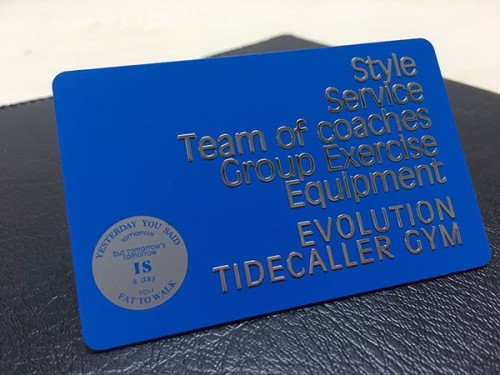 Style
Service
Team of coaches
Group Exercise
Equipment
EVOLUTION
TIDECALLER GYM
YESTERDAY YOU SAID
tomorrow
but tomorrow's
tomorrow
IS
a day
YOU
FAT TO WALK